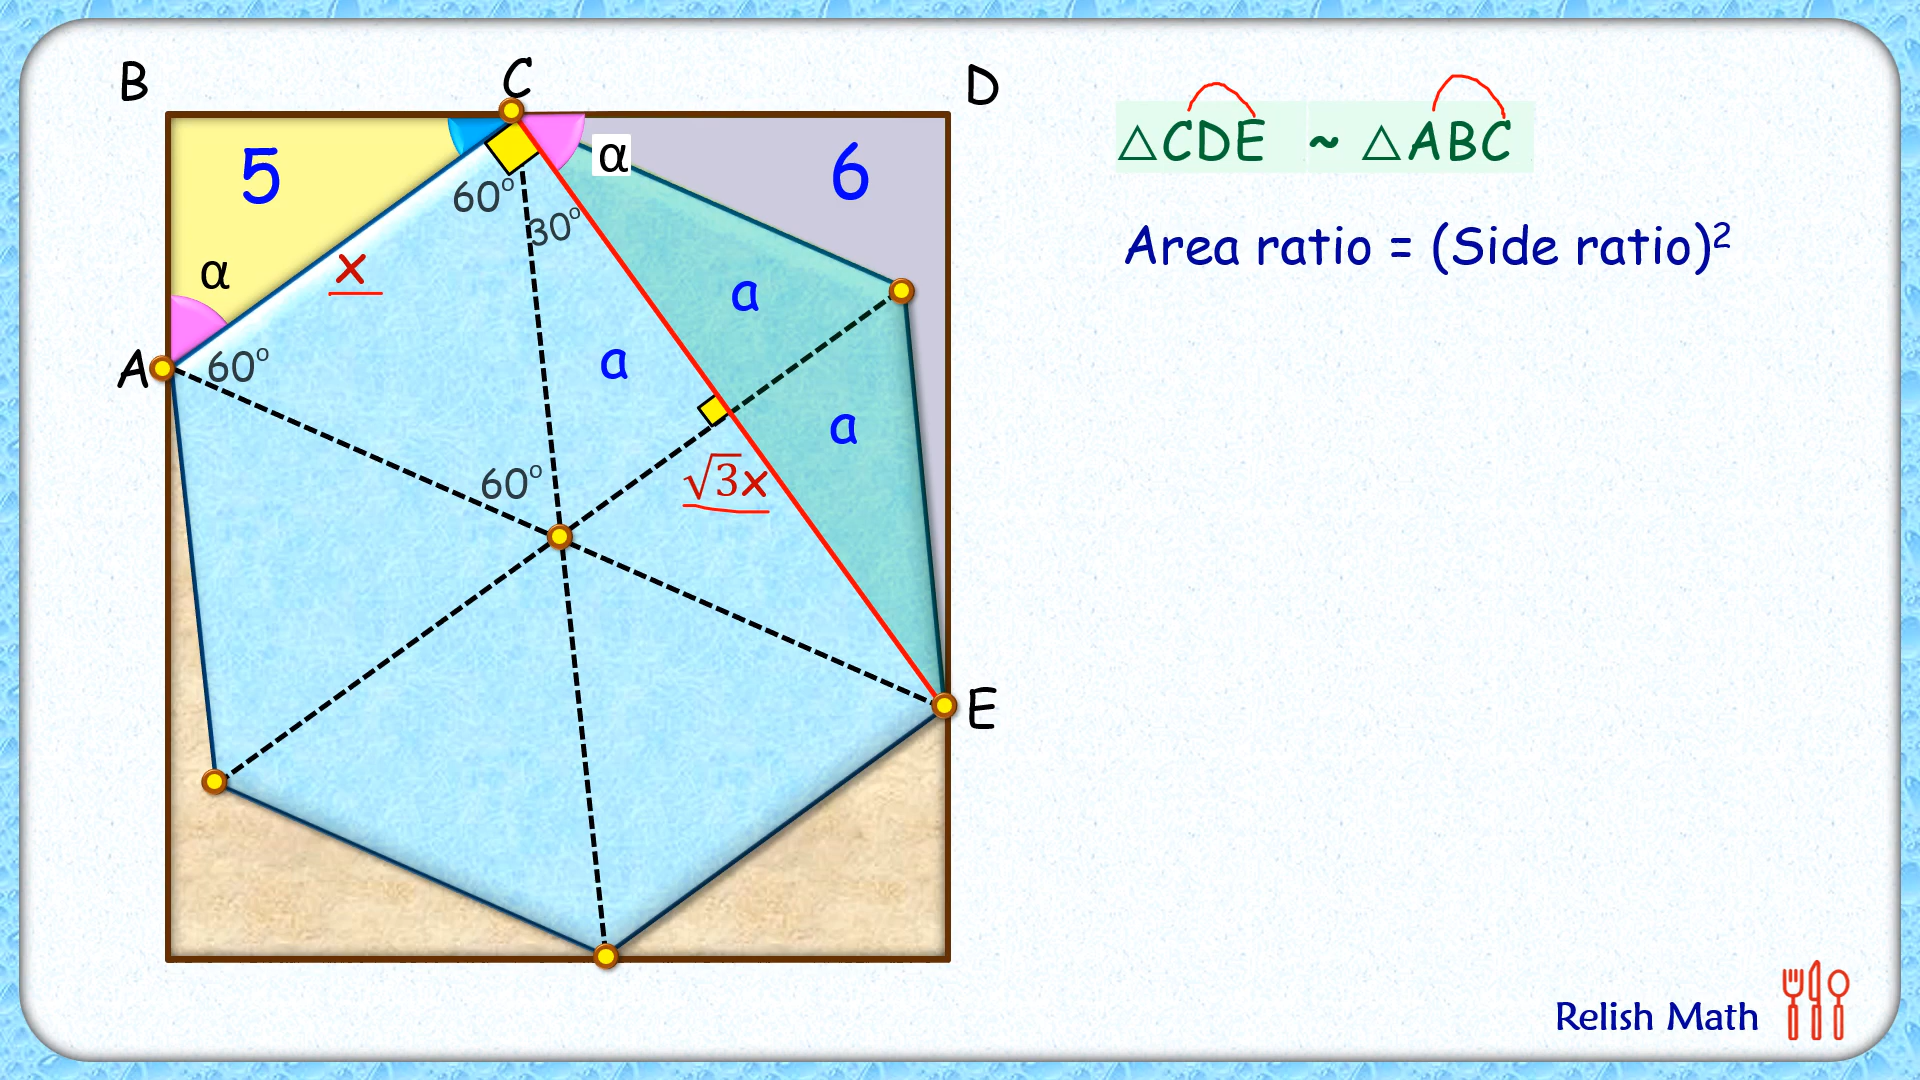 B
C
D
△CDE ~ △ABC
5
α
6
60°
30°
Area ratio = (Side ratio)²
α
x
a
A
60°
a
a
60°
√3x
E
Relish Math